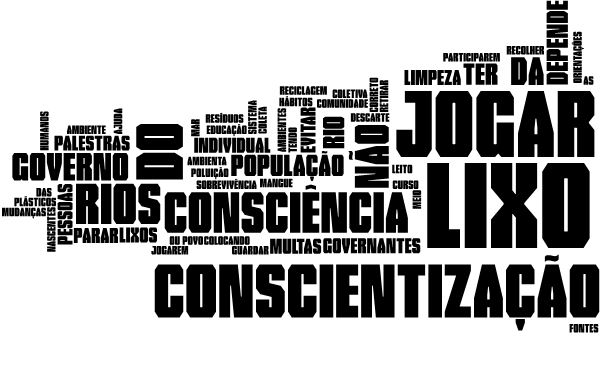 DEPENDE
ORIENTAÇÕES
PARTICIPAREM
RECOLHER
LIMPEZA
TER
DA
AS
RECICLAGEM
COLETIVA
HÁBITOS
COMUNIDADE
CORRETO
RETIRAR
DESCARTE
JOGAR
HUMANOS
AMBIENTE
AJUDA
PALESTRAS
DO
MAR
RESÍDUOS
EDUCAÇÃO
SISTEMA
COLETA
INDIVIDUAL
AMBIENTES
TENDO
EVITAR
RIO
NÃO
GOVERNO
AMBIENTA
POLUIÇÃO
POPULAÇÃO
LEITO
LIXO
SOBREVIVÊNCIA
MANGUE
CURSO
MEIO
DAS
PLÁSTICOS
MUDANÇAS
NASCENTES
PESSOAS
RIOS
CONSCIÊNCIA
PARAR
LIXOS
OU
POVO
COLOCANDO
JOGAREM
GUARDAR
MULTAS
GOVERNANTES
CONSCIENTIZAÇÃO
FONTES